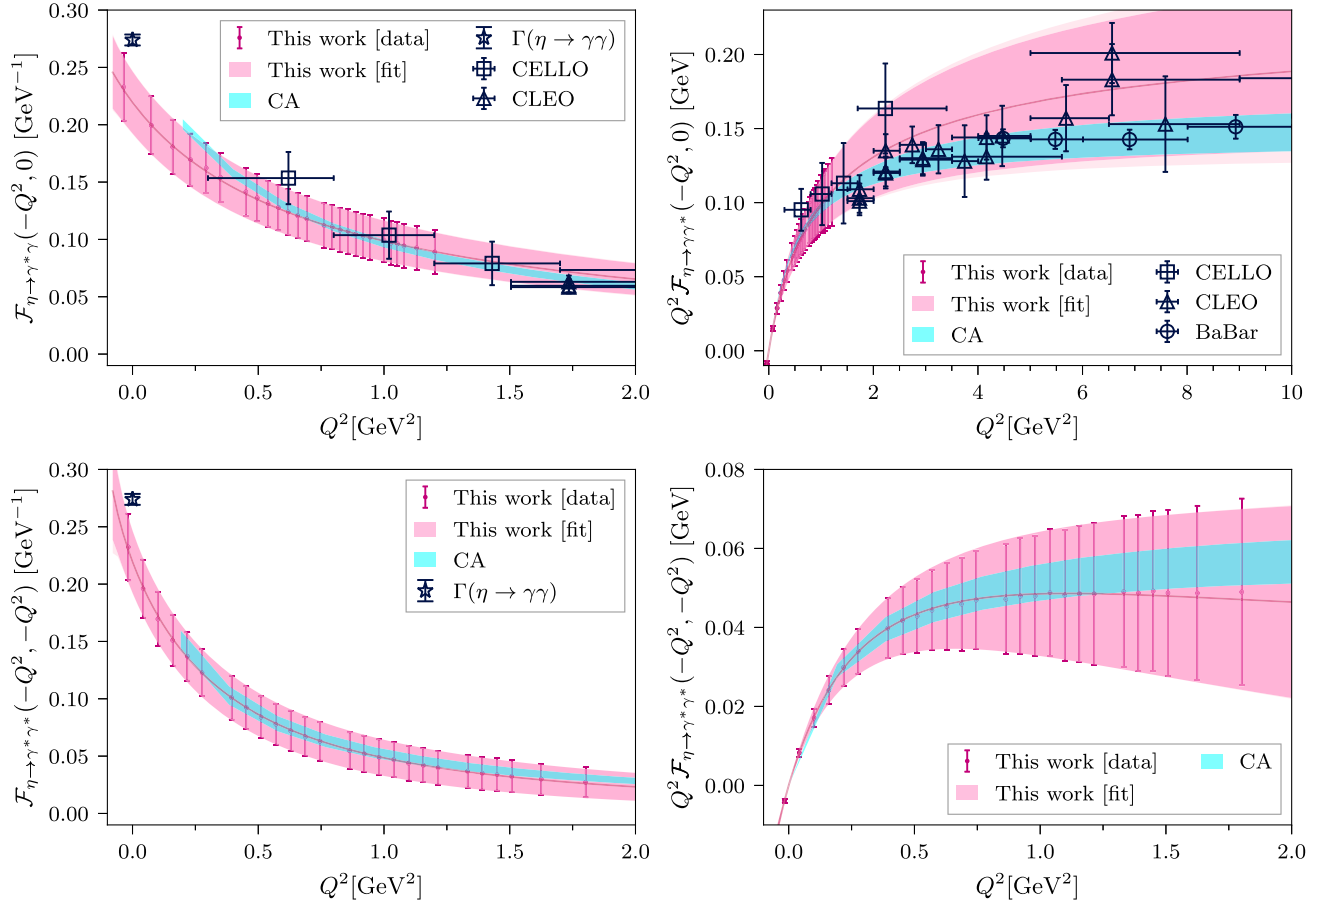 0.30
0.25
0.20
0.15
0.10
0.05
0.00
0.0 0.5 1.0 1.5 2.0
Q² [GeV²]
𝓕_{η→γ*γ}(−Q², 0) [GeV⁻¹]
This work [data]
This work [fit]
CA
Γ(η → γγ)
CELLO
CLEO
0.20
0.15
0.10
0.05
0.00
0 2 4 6 8 10
Q² [GeV²]
Q²𝓕_{η→γγ*}(−Q², 0) [GeV]
This work [data]
This work [fit]
CA
CELLO
CLEO
BaBar
0.30
0.25
0.20
0.15
0.10
0.05
0.00
0.0 0.5 1.0 1.5 2.0
Q² [GeV²]
𝓕_{η→γ*γ*}(−Q², −Q²) [GeV⁻¹]
This work [data]
This work [fit]
CA
Γ(η → γγ)
0.08
0.06
0.04
0.02
0.00
0.0 0.5 1.0 1.5 2.0
Q² [GeV²]
Q²𝓕_{η→γ*γ*}(−Q², −Q²) [GeV]
This work [data]
This work [fit]
CA